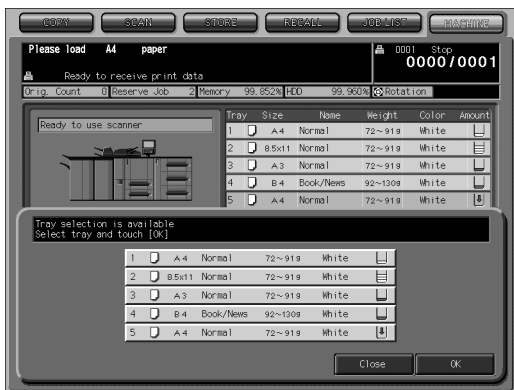 COPY SCAN STORE RECALL JOB LIST MACHINE
Please load A4 paper
0001 Stop
0000/0001
Ready to receive print data
Orig. Count 0 Reserve Job 2 Memory 99.852% HDD 99.960% Rotation
Ready to use scanner
Tray Size Name Weight Color Amount
1 A4 Normal 72~91g White
2 8.5x11 Normal 72~91g White
3 A3 Normal 72~91g White
4 B4 Book/News 92~130g White
5 A4 Normal 72~91g White
Tray selection is available
Select tray and touch [OK]
1 A4 Normal 72~91g White
2 8.5x11 Normal 72~91g White
3 A3 Normal 72~91g White
4 B4 Book/News 92~130g White
5 A4 Normal 72~91g White
Close OK